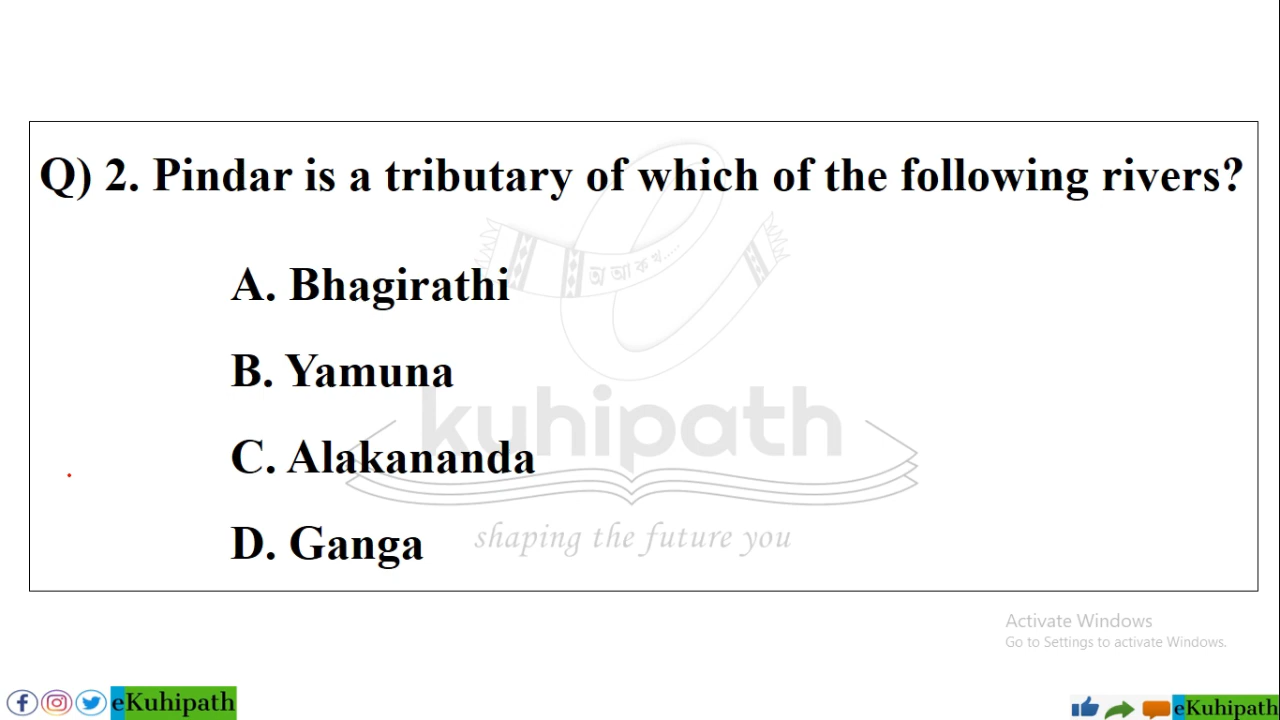 Q) 2. Pindar is a tributary of which of the following rivers?
অ আ ক খ.....
A. Bhagirathi
B. Yamuna
kuhipath
C. Alakananda
D. Ganga
shaping the future you
Activate Windows
Go to Settings to activate Windows.
eKuhipath
eKuhipath